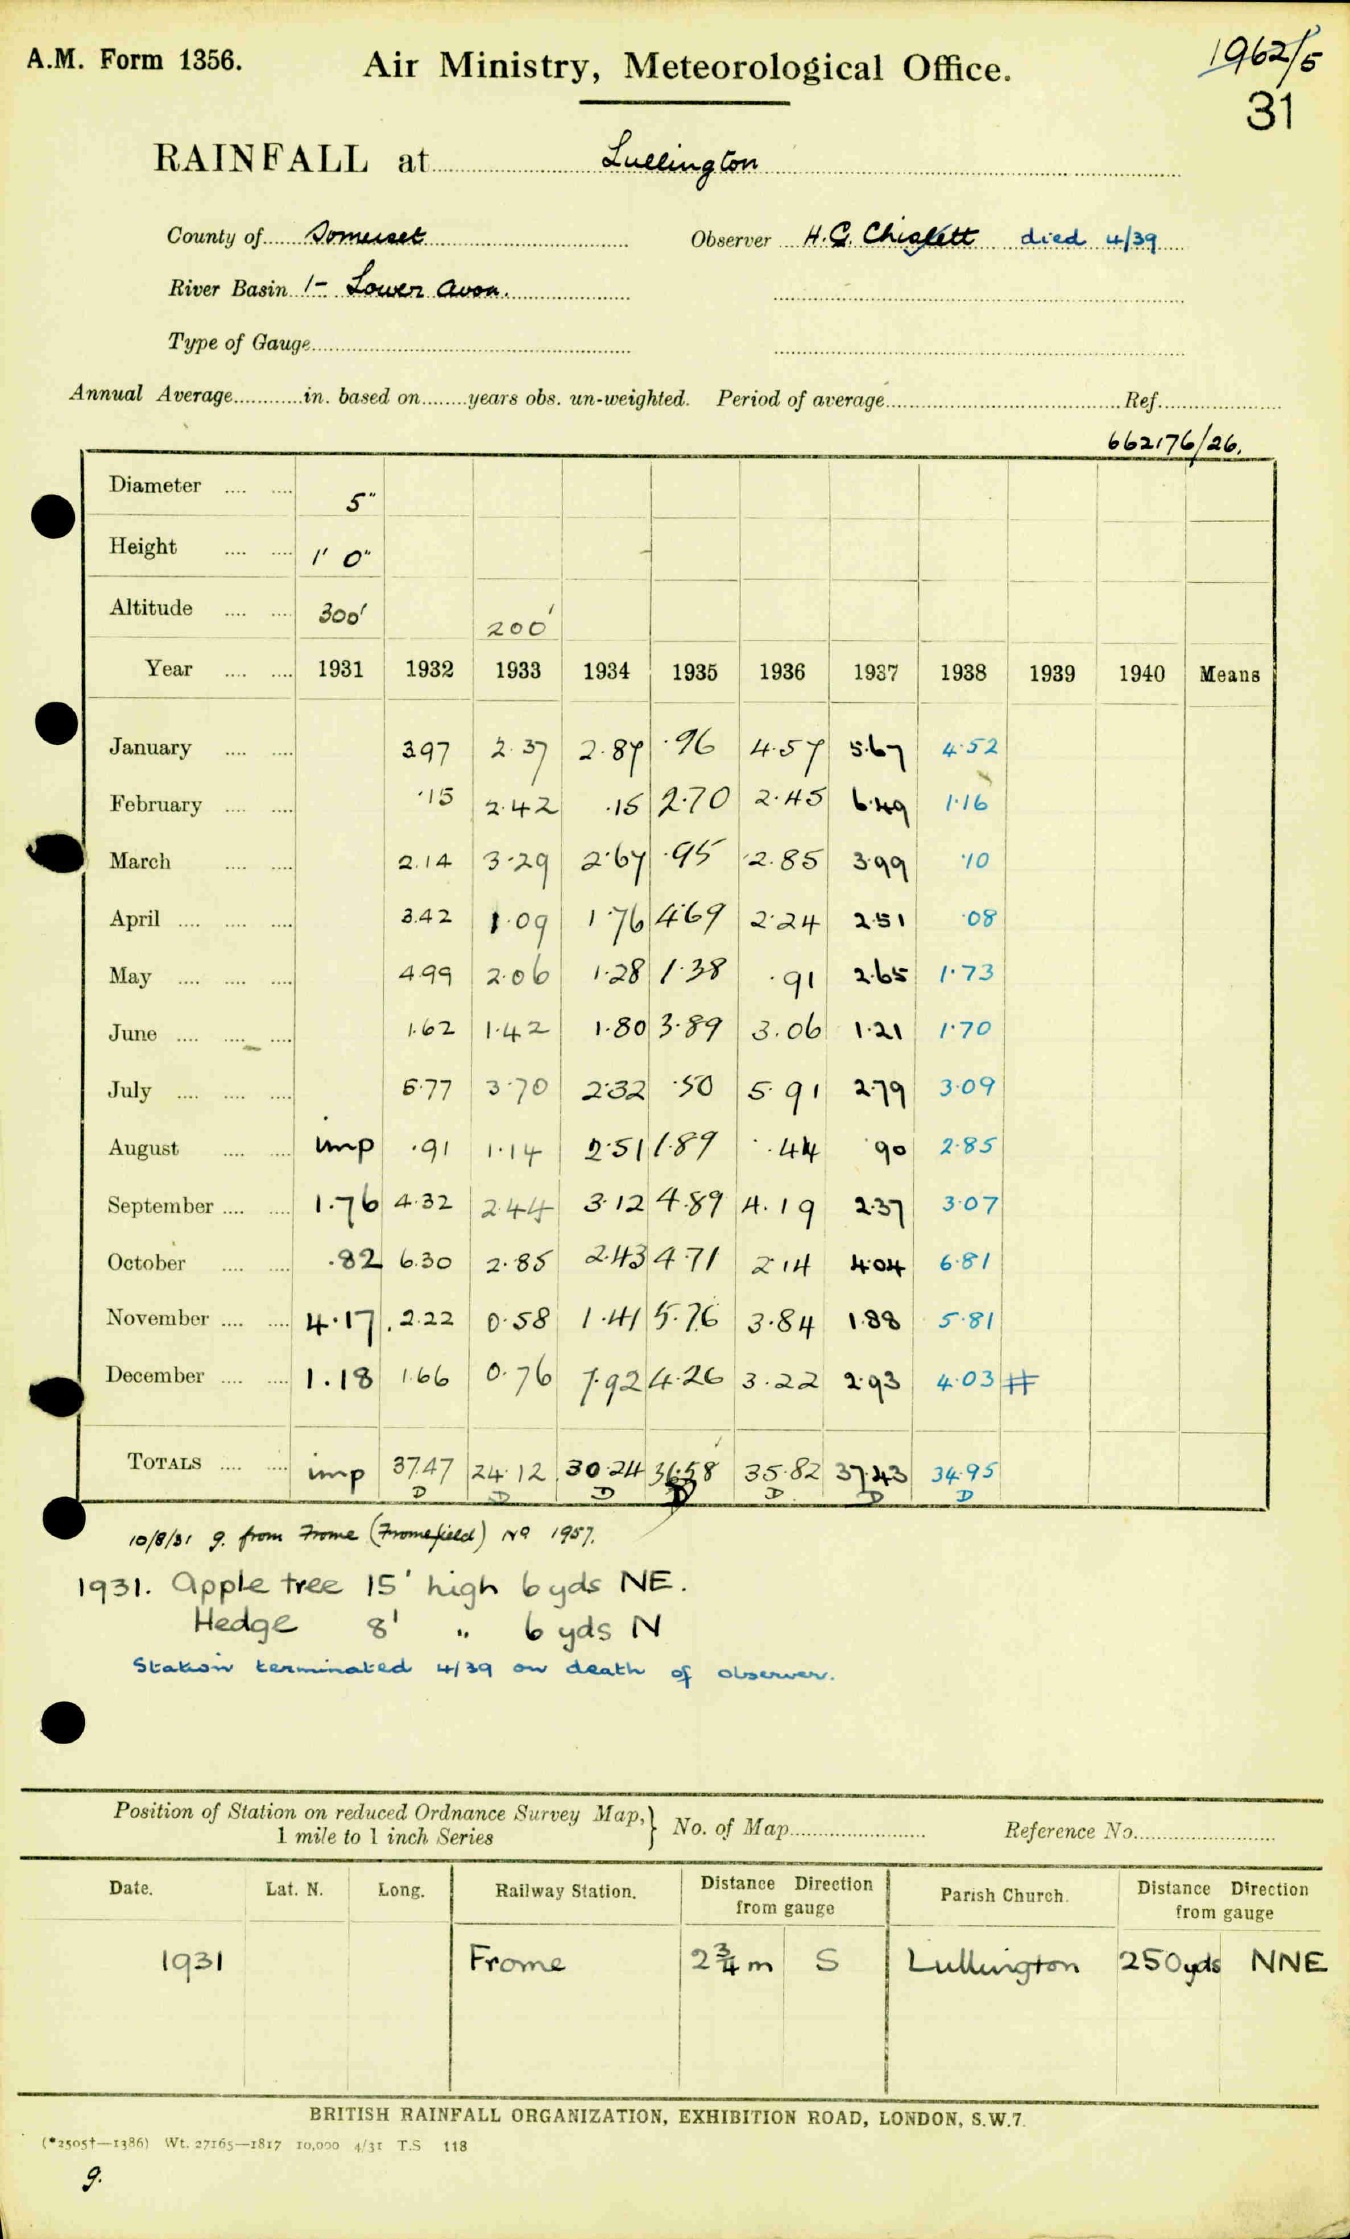 A.M. Form 1356.
Air Ministry, Meteorological Office.
1962/5
31
RAINFALL at Lullington
County of Somerset Observer H.G. Chislett died 4/39
River Basin 1- Lower Avon.
Type of Gauge
Annual Average in. based on years obs. un-weighted. Period of average Ref.
662176/26.
Diameter 5"
Height 1' 0"
Altitude 300' 200'
Year 1931 1932 1933 1934 1935 1936 1937 1938 1939 1940 Means
January 3.97 2.37 2.87 .96 4.57 5.67 4.52
February .15 2.42 .15 2.70 2.45 6.49 1.16
March 2.14 3.29 2.67 .95 2.85 3.99 .10
April 3.42 1.09 1.76 4.69 2.24 2.51 .08
May 4.99 2.06 1.28 1.38 .91 2.65 1.73
June 1.62 1.42 1.80 3.89 3.06 1.21 1.70
July 5.77 3.70 2.32 .50 5.91 2.79 3.09
August imp .91 1.14 2.51 1.89 .44 .90 2.85
September 1.76 4.32 2.44 3.12 4.89 4.19 2.37 3.07
October .82 6.30 2.85 2.43 4.71 2.14 4.04 6.81
November 4.17 2.22 0.58 1.41 5.76 3.84 1.88 5.81
December 1.18 1.66 0.76 7.92 4.26 3.22 2.93 4.03 #
TOTALS imp 37.47 24.12 30.24 36.58 35.82 37.43 34.95
D D D D D D D
10/8/31 g. from Frome (Fromefield) No 1957.
1931. Apple tree 15' high 6 yds NE.
Hedge 8' " 6 yds N
Station terminated 4/39 on death of observer.
Position of Station on reduced Ordnance Survey Map, 1 mile to 1 inch Series } No. of Map Reference No.
Date. Lat. N. Long. Railway Station. Distance Direction from gauge Parish Church. Distance Direction from gauge
1931 Frome 2¾ m S Lullington 250 yds NNE
BRITISH RAINFALL ORGANIZATION, EXHIBITION ROAD, LONDON, S.W.7.
(*2505†—1386) Wt. 27165—1817 10,000 4/31 T.S 118
g.